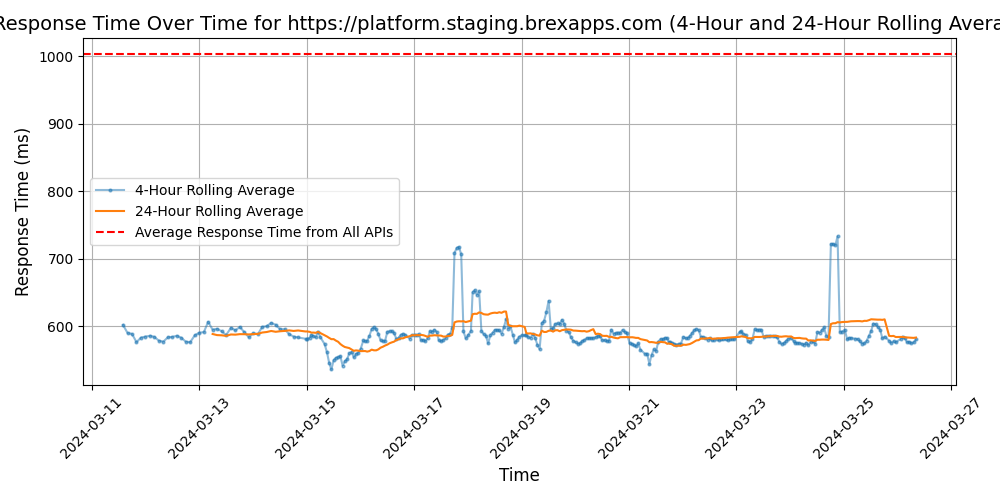 Response Time Over Time for https://platform.staging.brexapps.com (4-Hour and 24-Hour Rolling Avera
Response Time (ms)
1000
900
800
700
600
4-Hour Rolling Average
24-Hour Rolling Average
Average Response Time from All APIs
2024-03-11
2024-03-13
2024-03-15
2024-03-17
2024-03-19
2024-03-21
2024-03-23
2024-03-25
2024-03-27
Time